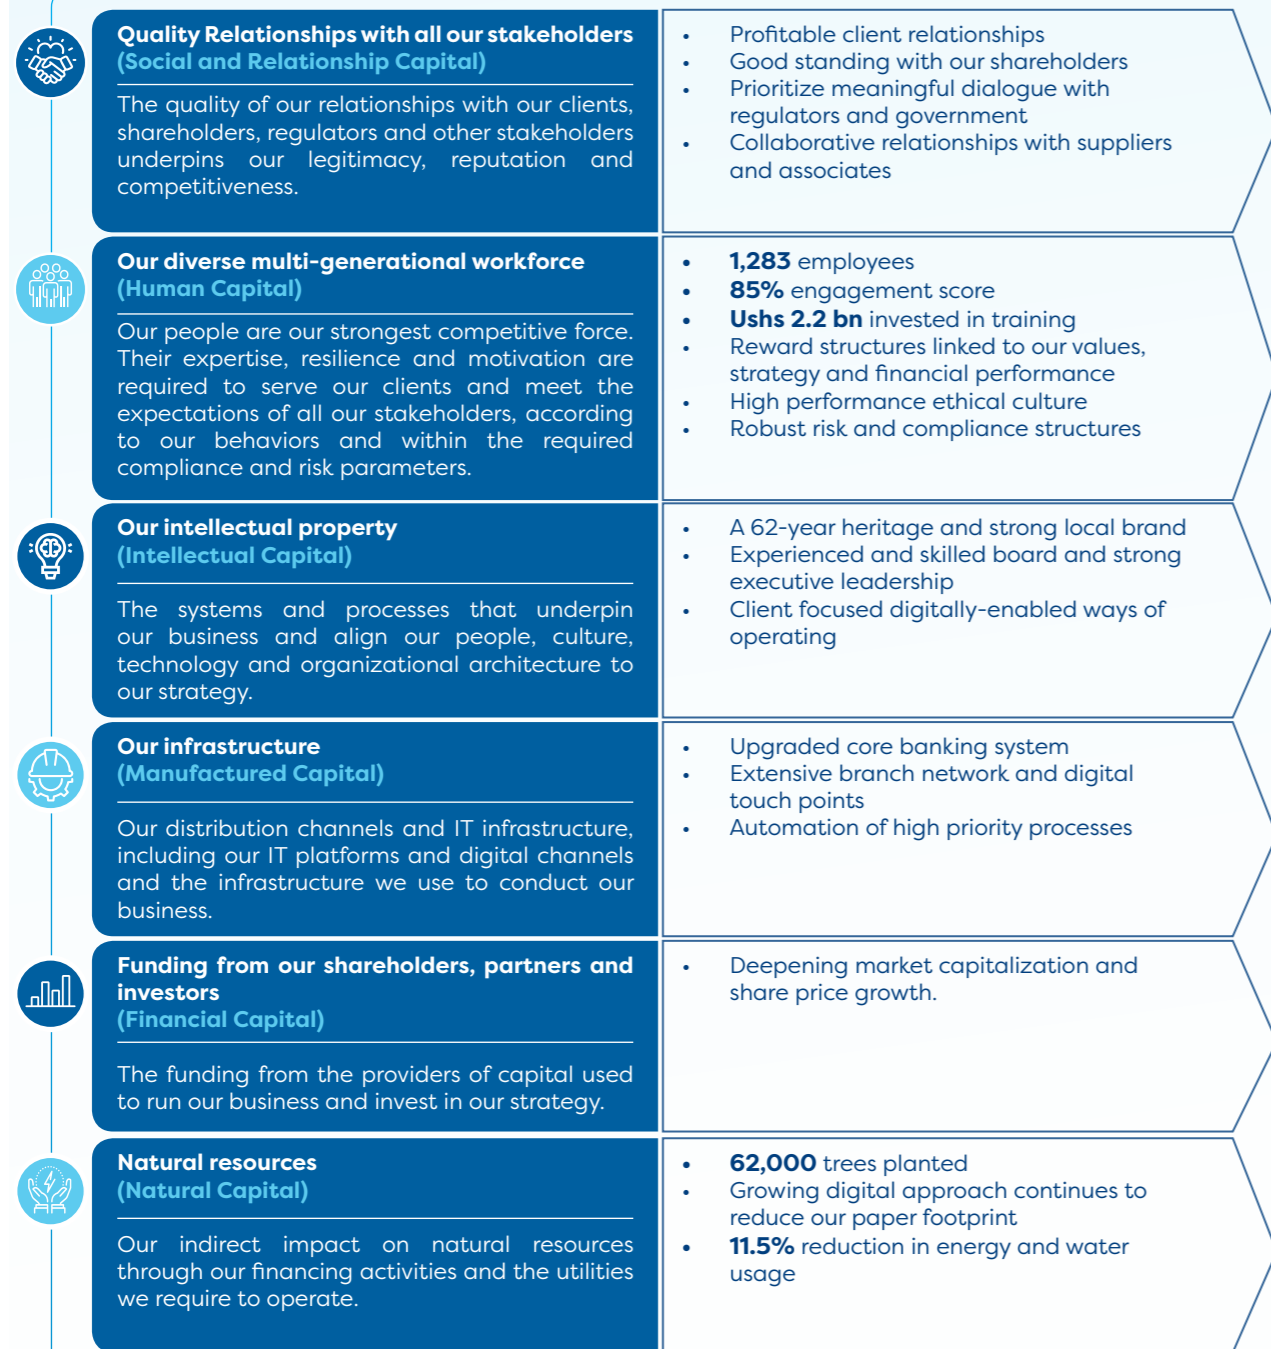 Quality Relationships with all our stakeholders
(Social and Relationship Capital)
The quality of our relationships with our clients,
shareholders, regulators and other stakeholders
underpins our legitimacy, reputation and
competitiveness.
• Profitable client relationships
• Good standing with our shareholders
• Prioritize meaningful dialogue with
regulators and government
• Collaborative relationships with suppliers
and associates
Our diverse multi-generational workforce
(Human Capital)
Our people are our strongest competitive force.
Their expertise, resilience and motivation are
required to serve our clients and meet the
expectations of all our stakeholders, according
to our behaviors and within the required
compliance and risk parameters.
• 1,283 employees
• 85% engagement score
• Ushs 2.2 bn invested in training
• Reward structures linked to our values,
strategy and financial performance
• High performance ethical culture
• Robust risk and compliance structures
Our intellectual property
(Intellectual Capital)
The systems and processes that underpin
our business and align our people, culture,
technology and organizational architecture to
our strategy.
• A 62-year heritage and strong local brand
• Experienced and skilled board and strong
executive leadership
• Client focused digitally-enabled ways of
operating
Our infrastructure
(Manufactured Capital)
Our distribution channels and IT infrastructure,
including our IT platforms and digital channels
and the infrastructure we use to conduct our
business.
• Upgraded core banking system
• Extensive branch network and digital
touch points
• Automation of high priority processes
Funding from our shareholders, partners and
investors
(Financial Capital)
The funding from the providers of capital used
to run our business and invest in our strategy.
• Deepening market capitalization and
share price growth.
Natural resources
(Natural Capital)
Our indirect impact on natural resources
through our financing activities and the utilities
we require to operate.
• 62,000 trees planted
• Growing digital approach continues to
reduce our paper footprint
• 11.5% reduction in energy and water
usage